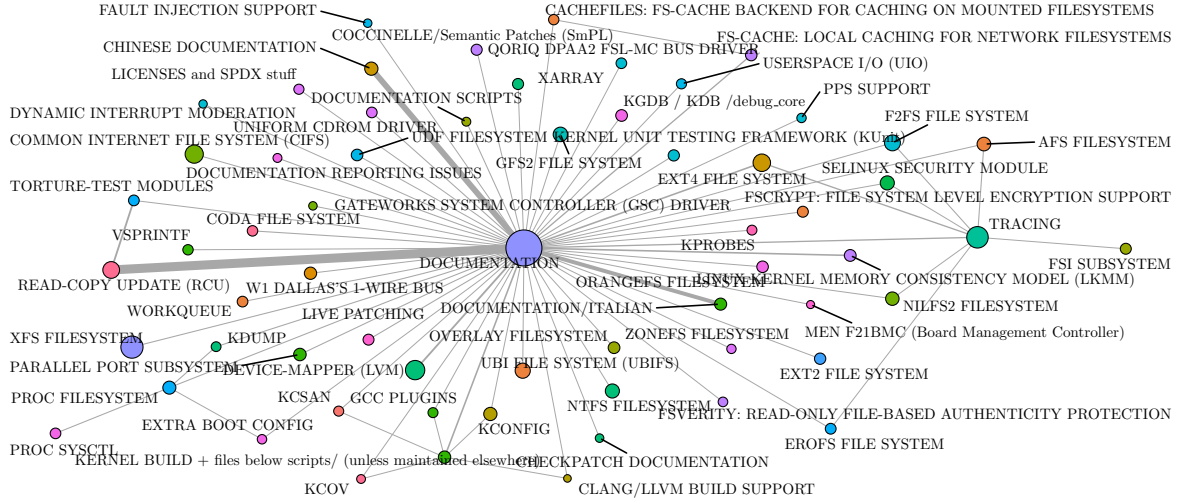 FAULT INJECTION SUPPORT
CACHEFILES: FS-CACHE BACKEND FOR CACHING ON MOUNTED FILESYSTEMS
COCCINELLE/Semantic Patches (SmPL)
FS-CACHE: LOCAL CACHING FOR NETWORK FILESYSTEMS
CHINESE DOCUMENTATION
QORIQ DPAA2 FSL-MC BUS DRIVER
USERSPACE I/O (UIO)
LICENSES and SPDX stuff
XARRAY
PPS SUPPORT
DOCUMENTATION SCRIPTS
KGDB / KDB /debug_core
DYNAMIC INTERRUPT MODERATION
F2FS FILE SYSTEM
UNIFORM CDROM DRIVER
UDF FILESYSTEM
KERNEL UNIT TESTING FRAMEWORK (KUnit)
COMMON INTERNET FILE SYSTEM (CIFS)
AFS FILESYSTEM
GFS2 FILE SYSTEM
SELINUX SECURITY MODULE
DOCUMENTATION REPORTING ISSUES
EXT4 FILE SYSTEM
TORTURE-TEST MODULES
FSCRYPT: FILE SYSTEM LEVEL ENCRYPTION SUPPORT
GATEWORKS SYSTEM CONTROLLER (GSC) DRIVER
CODA FILE SYSTEM
TRACING
VSPRINTF
KPROBES
DOCUMENTATION
FSI SUBSYSTEM
LINUX KERNEL MEMORY CONSISTENCY MODEL (LKMM)
ORANGEFS FILESYSTEM
READ-COPY UPDATE (RCU)
W1 DALLAS'S 1-WIRE BUS
WORKQUEUE
LIVE PATCHING
DOCUMENTATION/ITALIAN
NILFS2 FILESYSTEM
MEN F21BMC (Board Management Controller)
XFS FILESYSTEM
KDUMP
OVERLAY FILESYSTEM
ZONEFS FILESYSTEM
PARALLEL PORT SUBSYSTEM
DEVICE-MAPPER (LVM)
UBI FILE SYSTEM (UBIFS)
EXT2 FILE SYSTEM
PROC FILESYSTEM
KCSAN
GCC PLUGINS
NTFS FILESYSTEM
FSVERITY: READ-ONLY FILE-BASED AUTHENTICITY PROTECTION
EXTRA BOOT CONFIG
KCONFIG
EROFS FILE SYSTEM
PROC SYSCTL
KERNEL BUILD + files below scripts/ (unless maintained elsewhere)
CHECKPATCH DOCUMENTATION
KCOV
CLANG/LLVM BUILD SUPPORT